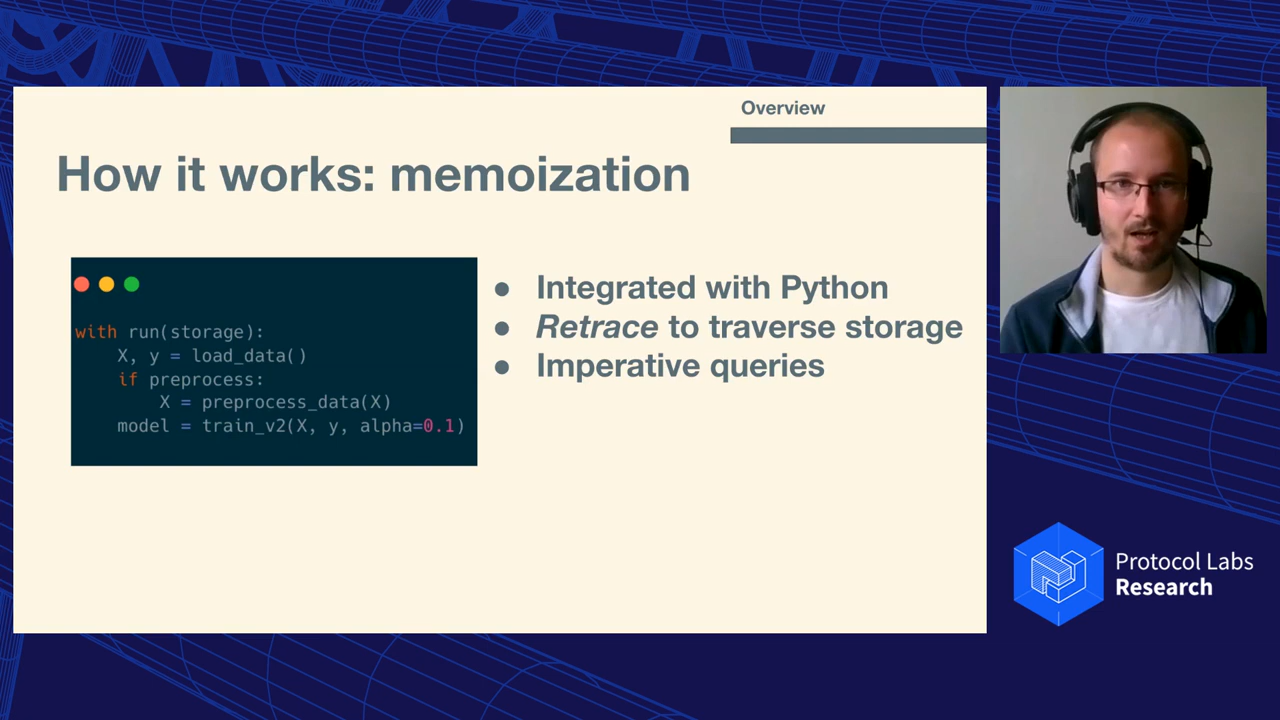 Overview
How it works: memoization
with run(storage):
    X, y = load_data()
    if preprocess:
        X = preprocess_data(X)
    model = train_v2(X, y, alpha=0.1)
● Integrated with Python
● Retrace to traverse storage
● Imperative queries
Protocol Labs
Research